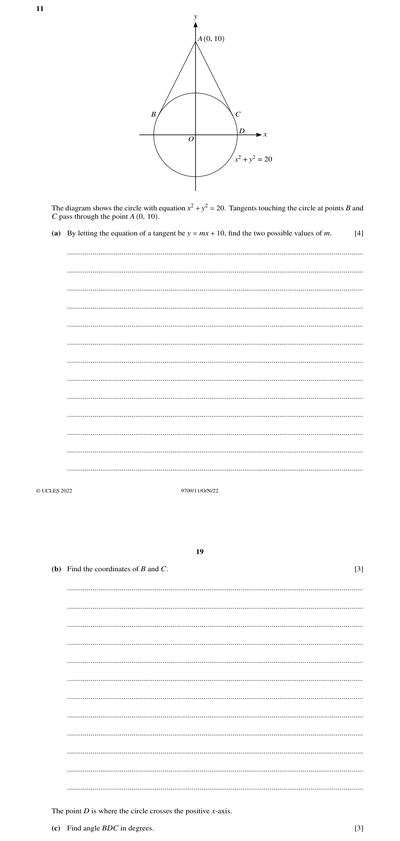 11
y
A (0, 10)
B
C
D
x
O
x² + y² = 20
The diagram shows the circle with equation x² + y² = 20. Tangents touching the circle at points B and
C pass through the point A (0, 10).
(a) By letting the equation of a tangent be y = mx + 10, find the two possible values of m. [4]
© UCLES 2022 9709/11/O/N/22
19
(b) Find the coordinates of B and C. [3]
The point D is where the circle crosses the positive x-axis.
(c) Find angle BDC in degrees. [3]